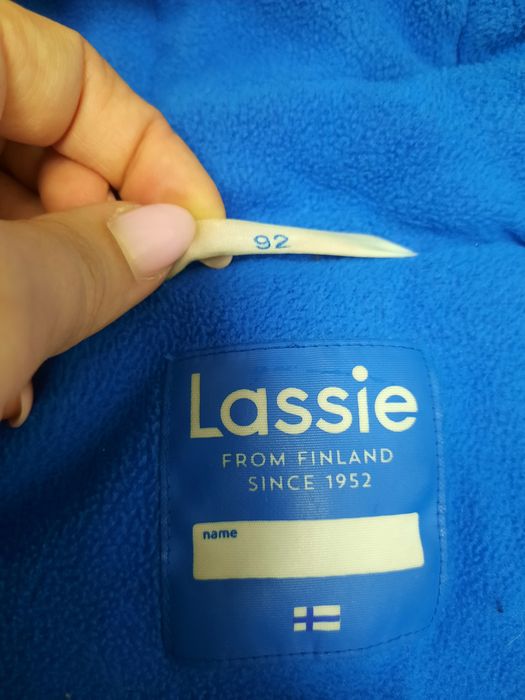 92
Lassie
FROM FINLAND
SINCE 1952
name